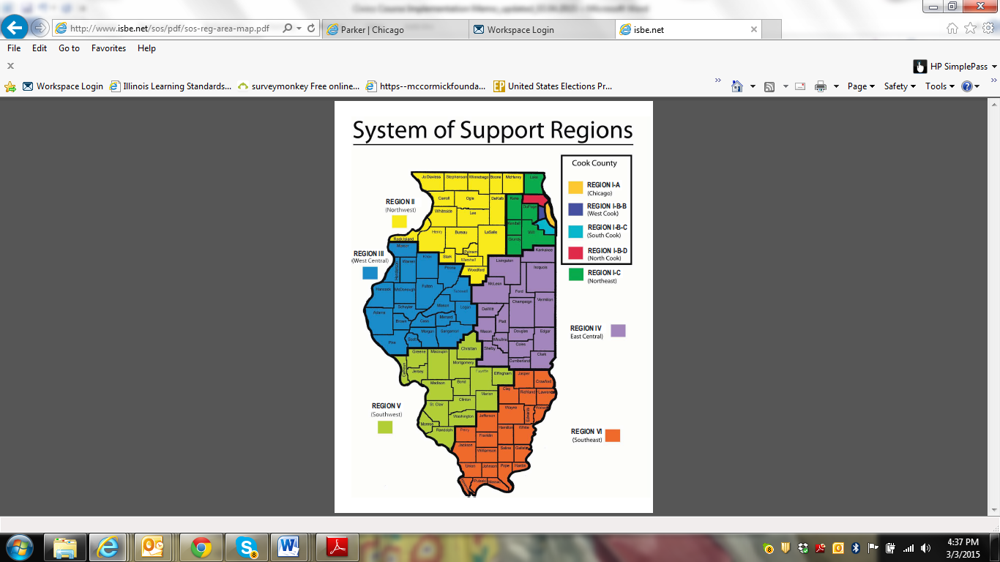 http://www.isbe.net/sos/pdf/sos-reg-area-map.pdf
Parker | Chicago
Workspace Login
isbe.net
File Edit Go to Favorites Help
HP SimplePass
Workspace Login
Illinois Learning Standards...
surveymonkey Free online...
https--mccormickfounda...
United States Elections Pr...
Page
Safety
Tools
System of Support Regions
Cook County
REGION I-A
(Chicago)
REGION I-B-B
(West Cook)
REGION I-B-C
(South Cook)
REGION I-B-D
(North Cook)
REGION I-C
(Northeast)
REGION II
(Northwest)
REGION III
(West Central)
REGION IV
East Central)
REGION V
(Southwest)
REGION VI
(Southeast)
Jo Daviess Stephenson Winnebago Boone McHenry Lake
Carroll Ogle DeKalb Kane
Whiteside Lee DuPage
Kendall
Henry Bureau LaSalle Will
Grundy
Rock Island
Mercer Putnam Kankakee
Stark Marshall
Knox Livingston
Warren Henderson Peoria Woodford Iroquois
McLean
Fulton Tazewell Ford
Hancock McDonough
Mason Logan Champaign Vermilion
Schuyler DeWitt
Adams Menard Piatt
Brown Cass
Morgan Sangamon Macon Douglas Edgar
Pike Scott Moultrie
Christian Shelby Coles
Greene Macoupin Clark
Montgomery Cumberland
Calhoun Jersey Fayette Effingham Jasper
Crawford
Madison Bond
Clay Richland Lawrence
Clinton Marion
St. Clair Wayne Edwards Wabash
Washington Jefferson
Monroe
Randolph Perry Hamilton White
Franklin
Jackson
Williamson Saline Gallatin
Union Johnson Pope Hardin
Pulaski Massac
4:37 PM
3/3/2015